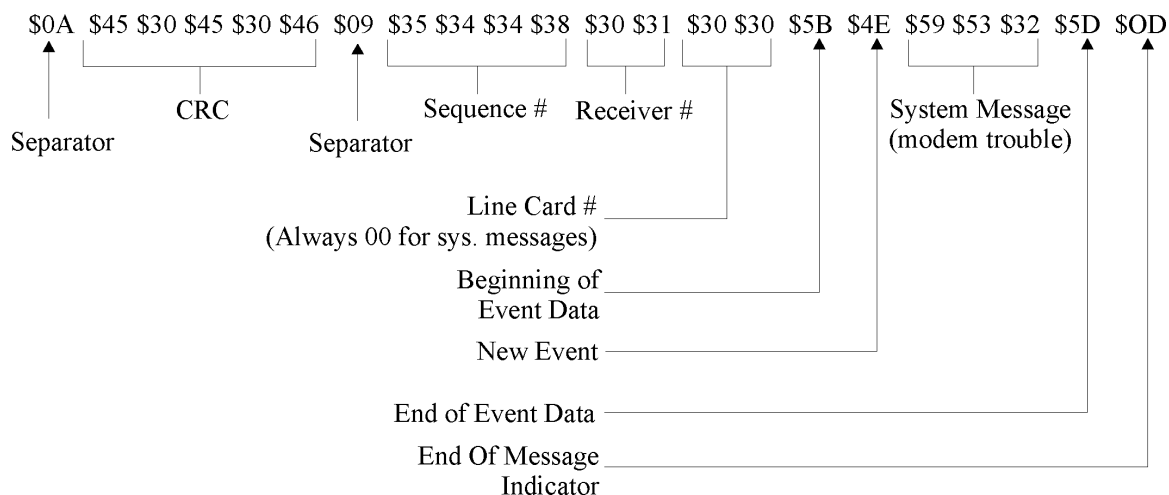 $0A $45 $30 $45 $30 $46 $09 $35 $34 $34 $38 $30 $31 $30 $30 $5B $4E $59 $53 $32 $5D $OD
CRC
Sequence #
Receiver #
System Message
(modem trouble)
Separator
Separator
Line Card #
(Always 00 for sys. messages)
Beginning of
Event Data
New Event
End of Event Data
End Of Message
Indicator